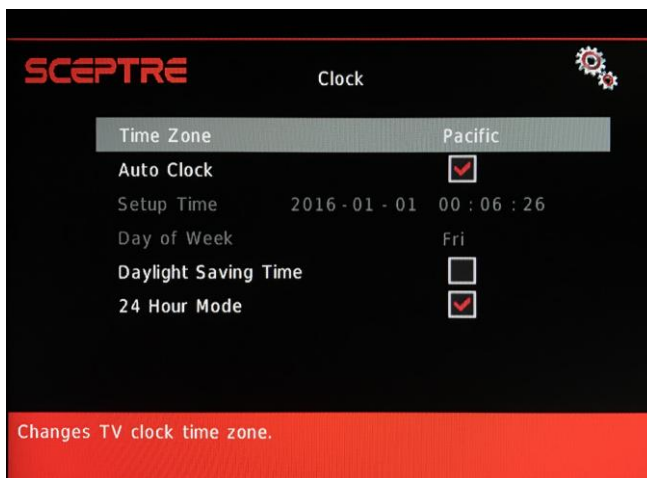 SCEPTRE
Clock
Time Zone Pacific
Auto Clock
Setup Time 2016-01-01 00:06:26
Day of Week Fri
Daylight Saving Time
24 Hour Mode
Changes TV clock time zone.